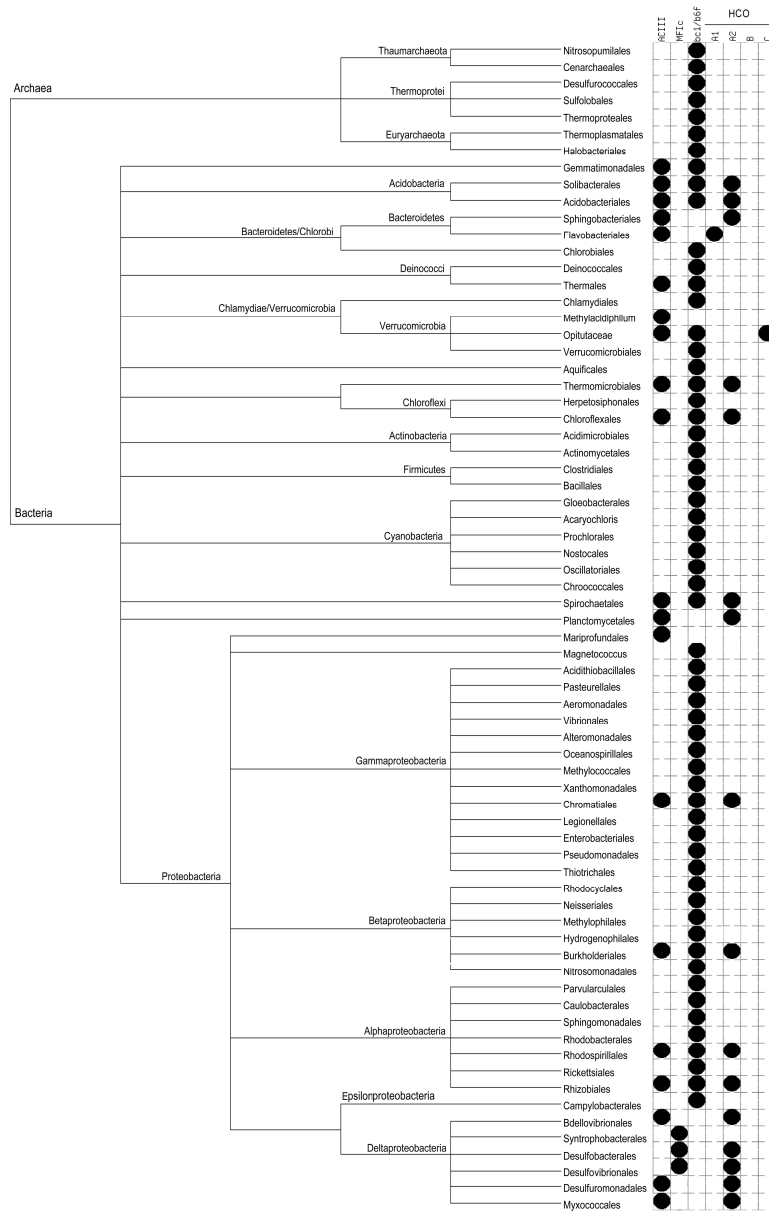 HCO
ACIII
MFIc
bc1/b6f
A1
A2
B
C
Thaumarchaeota
Nitrosopumilales
Cenarchaeales
Archaea
Thermoprotei
Desulfurococcales
Sulfolobales
Thermoproteales
Euryarchaeota
Thermoplasmatales
Halobacteriales
Gemmatimonadales
Acidobacteria
Solibacterales
Acidobacteriales
Bacteroidetes/Chlorobi
Bacteroidetes
Sphingobacteriales
Flavobacteriales
Chlorobiales
Deinococci
Deinococcales
Thermales
Chlamydiae/Verrucomicrobia
Chlamydiales
Verrucomicrobia
Methylacidiphilum
Opitutaceae
Verrucomicrobiales
Aquificales
Thermomicrobiales
Chloroflexi
Herpetosiphonales
Chloroflexales
Actinobacteria
Acidimicrobiales
Actinomycetales
Firmicutes
Clostridiales
Bacillales
Bacteria
Cyanobacteria
Gloeobacterales
Acaryochloris
Prochlorales
Nostocales
Oscillatoriales
Chroococcales
Spirochaetales
Planctomycetales
Proteobacteria
Mariprofundales
Magnetococcus
Gammaproteobacteria
Acidithiobacillales
Pasteurellales
Aeromonadales
Vibrionales
Alteromonadales
Oceanospirillales
Methylococcales
Xanthomonadales
Chromatiales
Legionellales
Enterobacteriales
Pseudomonadales
Thiotrichales
Betaproteobacteria
Rhodocyclales
Neisseriales
Methylophilales
Hydrogenophilales
Burkholderiales
Nitrosomonadales
Alphaproteobacteria
Parvularculales
Caulobacterales
Sphingomonadales
Rhodobacterales
Rhodospirillales
Rickettsiales
Rhizobiales
Epsilonproteobacteria
Campylobacterales
Deltaproteobacteria
Bdellovibrionales
Syntrophobacterales
Desulfobacterales
Desulfovibrionales
Desulfuromonadales
Myxococcales